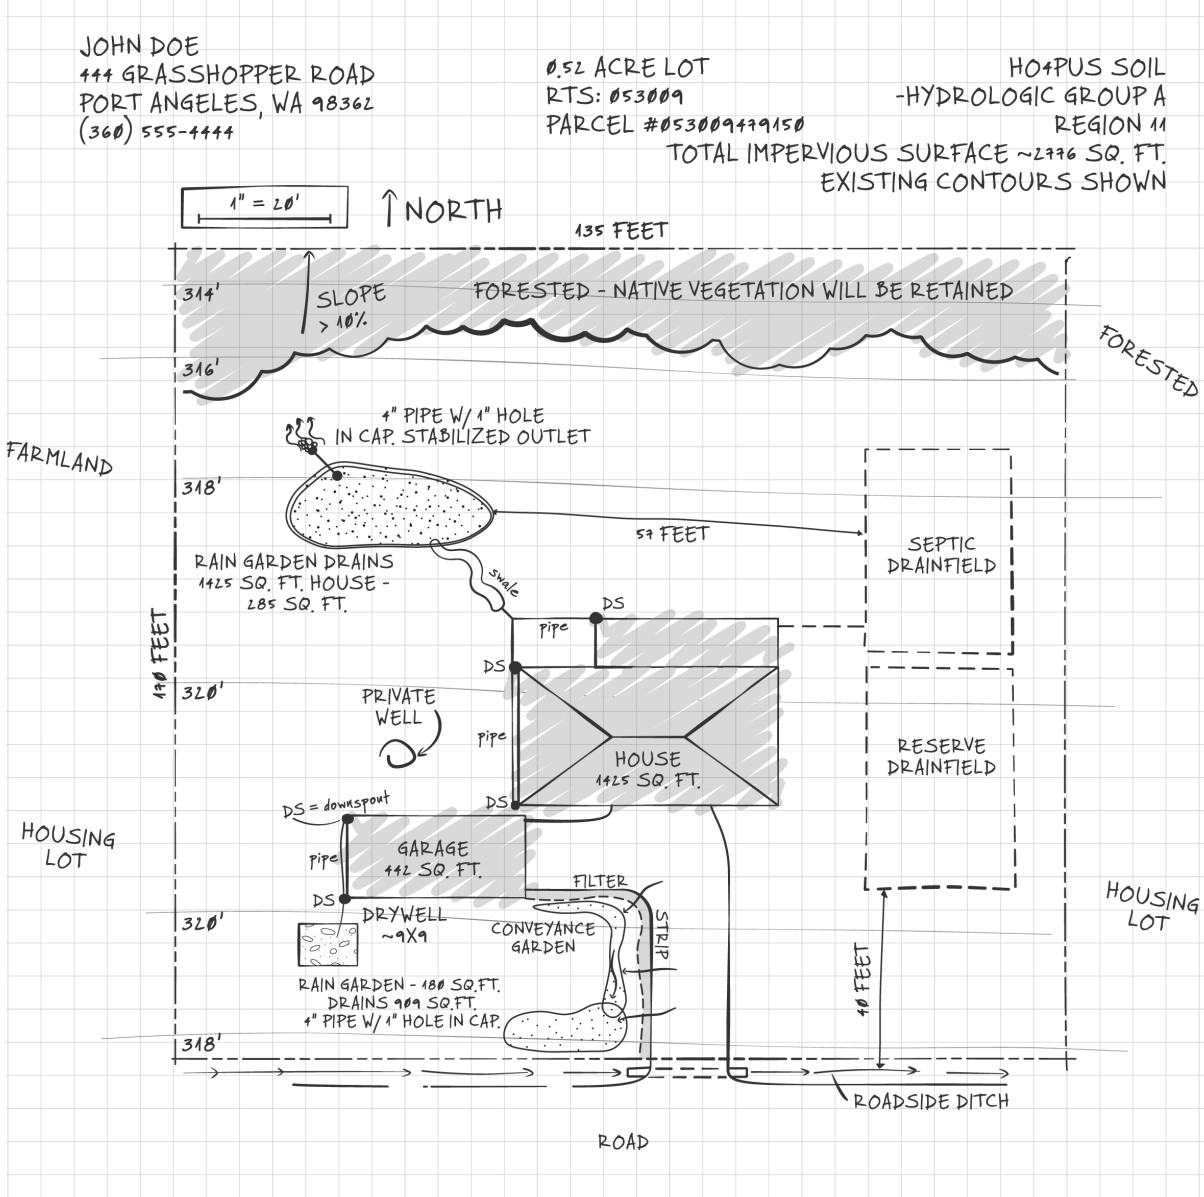 JOHN DOE
444 GRASSHOPPER ROAD
PORT ANGELES, WA 98362
(360) 555-4444
0.52 ACRE LOT
RTS: 053009
PARCEL #053009479150
HO4PUS SOIL
-HYDROLOGIC GROUP A
REGION 11
TOTAL IMPERVIOUS SURFACE ~2776 SQ. FT.
EXISTING CONTOURS SHOWN
1" = 20'
NORTH
135 FEET
314'
SLOPE
> 10%
FORESTED - NATIVE VEGETATION WILL BE RETAINED
316'
FORESTED
4" PIPE W/ 1" HOLE
IN CAP. STABILIZED OUTLET
FARMLAND
318'
57 FEET
SEPTIC
DRAINFIELD
RAIN GARDEN DRAINS
1425 SQ. FT. HOUSE -
285 SQ. FT.
swale
DS
pipe
170 FEET
DS
320'
PRIVATE
WELL
pipe
HOUSE
1425 SQ. FT.
RESERVE
DRAINFIELD
DS
DS = downspout
HOUSING
LOT
pipe
GARAGE
442 SQ. FT.
DS
FILTER
STRIP
HOUSING
LOT
320'
DRYWELL
~9X9
CONVEYANCE
GARDEN
40 FEET
RAIN GARDEN - 180 SQ.FT.
DRAINS 909 SQ.FT.
4" PIPE W/ 1" HOLE IN CAP.
318'
ROADSIDE DITCH
ROAD